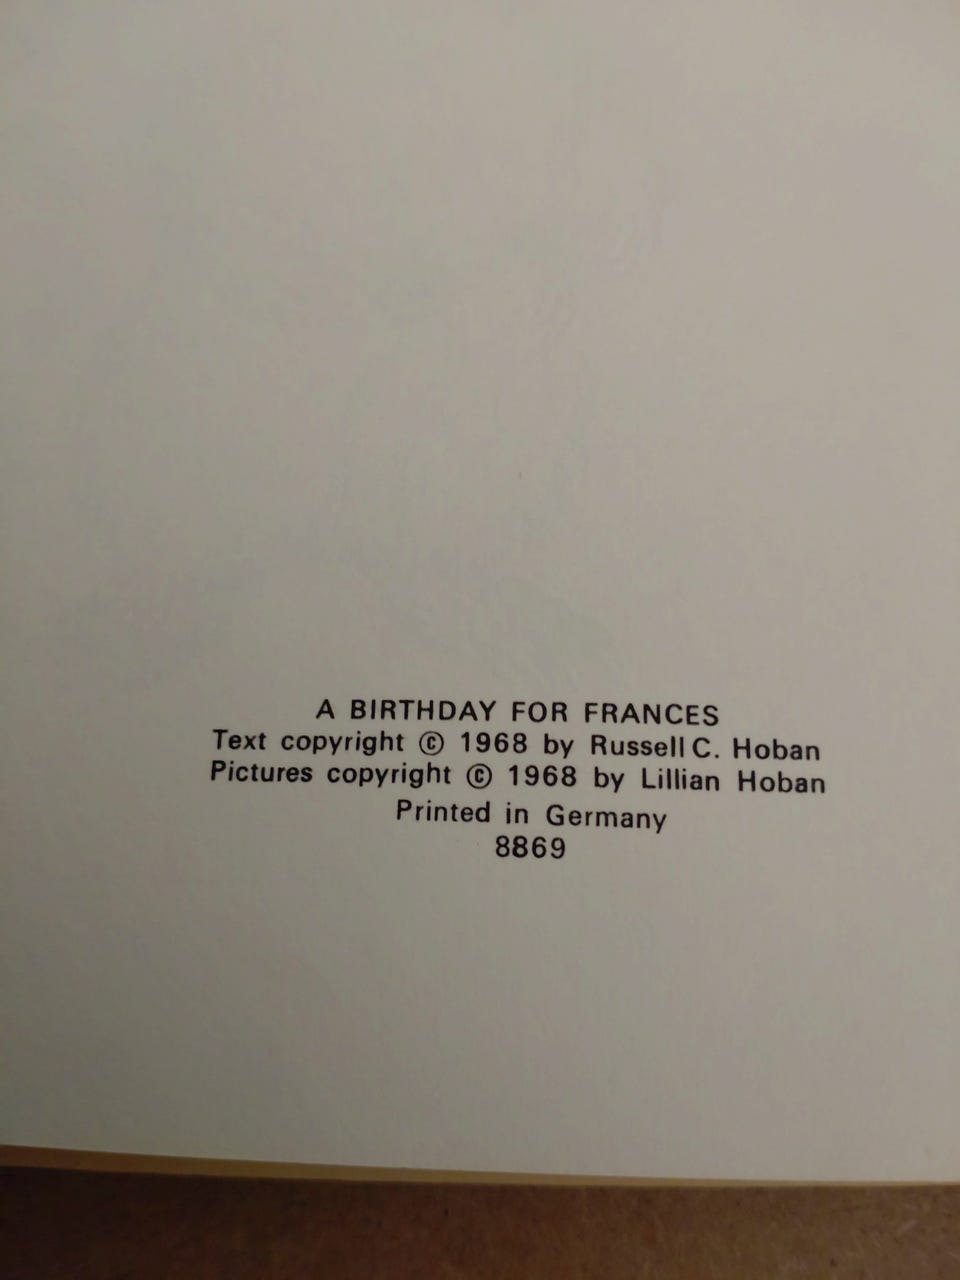 A BIRTHDAY FOR FRANCES
Text copyright © 1968 by Russell C. Hoban
Pictures copyright © 1968 by Lillian Hoban
Printed in Germany
8869